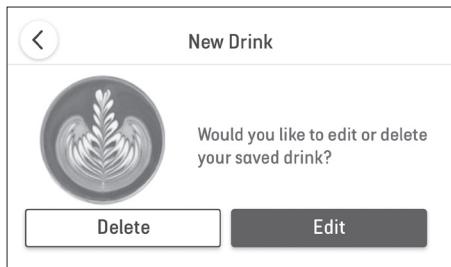 New Drink
Would you like to edit or delete
your saved drink?
Delete
Edit